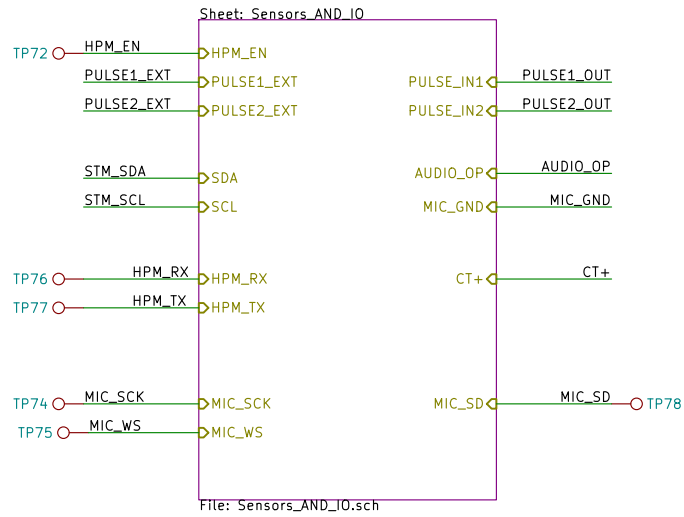 Sheet: Sensors_AND_IO
TP72 HPM_EN HPM_EN
PULSE1_EXT PULSE1_EXT PULSE_IN1 PULSE1_OUT
PULSE2_EXT PULSE2_EXT PULSE_IN2 PULSE2_OUT
STM_SDA SDA AUDIO_OP AUDIO_OP
STM_SCL SCL MIC_GND MIC_GND
TP76 HPM_RX HPM_RX CT+ CT+
TP77 HPM_TX HPM_TX
TP74 MIC_SCK MIC_SCK MIC_SD MIC_SD TP78
TP75 MIC_WS MIC_WS
File: Sensors_AND_IO.sch